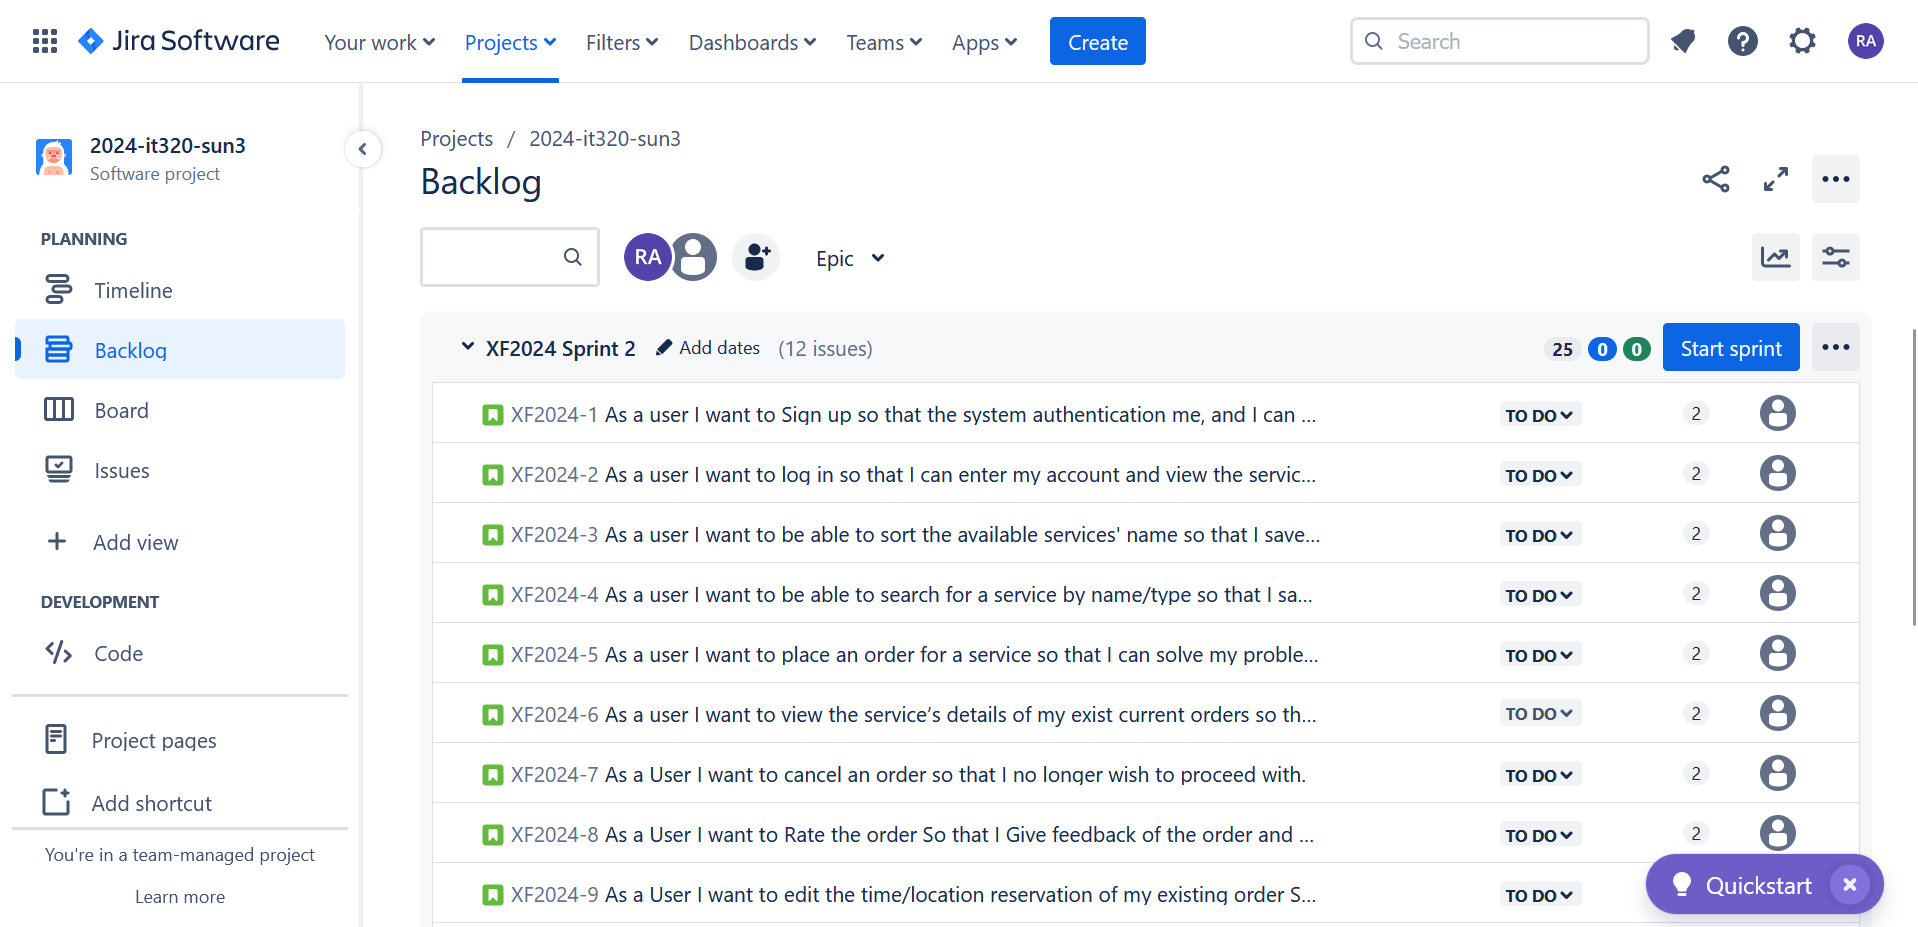 Jira Software
Your work
Projects
Filters
Dashboards
Teams
Apps
Create
Search
RA
2024-it320-sun3
Software project
PLANNING
Timeline
Backlog
Board
Issues
Add view
DEVELOPMENT
Code
Project pages
Add shortcut
You're in a team-managed project
Learn more
Projects / 2024-it320-sun3
Backlog
RA
Epic
XF2024 Sprint 2 Add dates (12 issues) 25 0 0 Start sprint
XF2024-1 As a user I want to Sign up so that the system authentication me, and I can ... TO DO 2
XF2024-2 As a user I want to log in so that I can enter my account and view the servic... TO DO 2
XF2024-3 As a user I want to be able to sort the available services' name so that I save... TO DO 2
XF2024-4 As a user I want to be able to search for a service by name/type so that I sa... TO DO 2
XF2024-5 As a user I want to place an order for a service so that I can solve my proble... TO DO 2
XF2024-6 As a user I want to view the service’s details of my exist current orders so th... TO DO 2
XF2024-7 As a User I want to cancel an order so that I no longer wish to proceed with. TO DO 2
XF2024-8 As a User I want to Rate the order So that I Give feedback of the order and ... TO DO 2
XF2024-9 As a User I want to edit the time/location reservation of my existing order S... TO DO
Quickstart